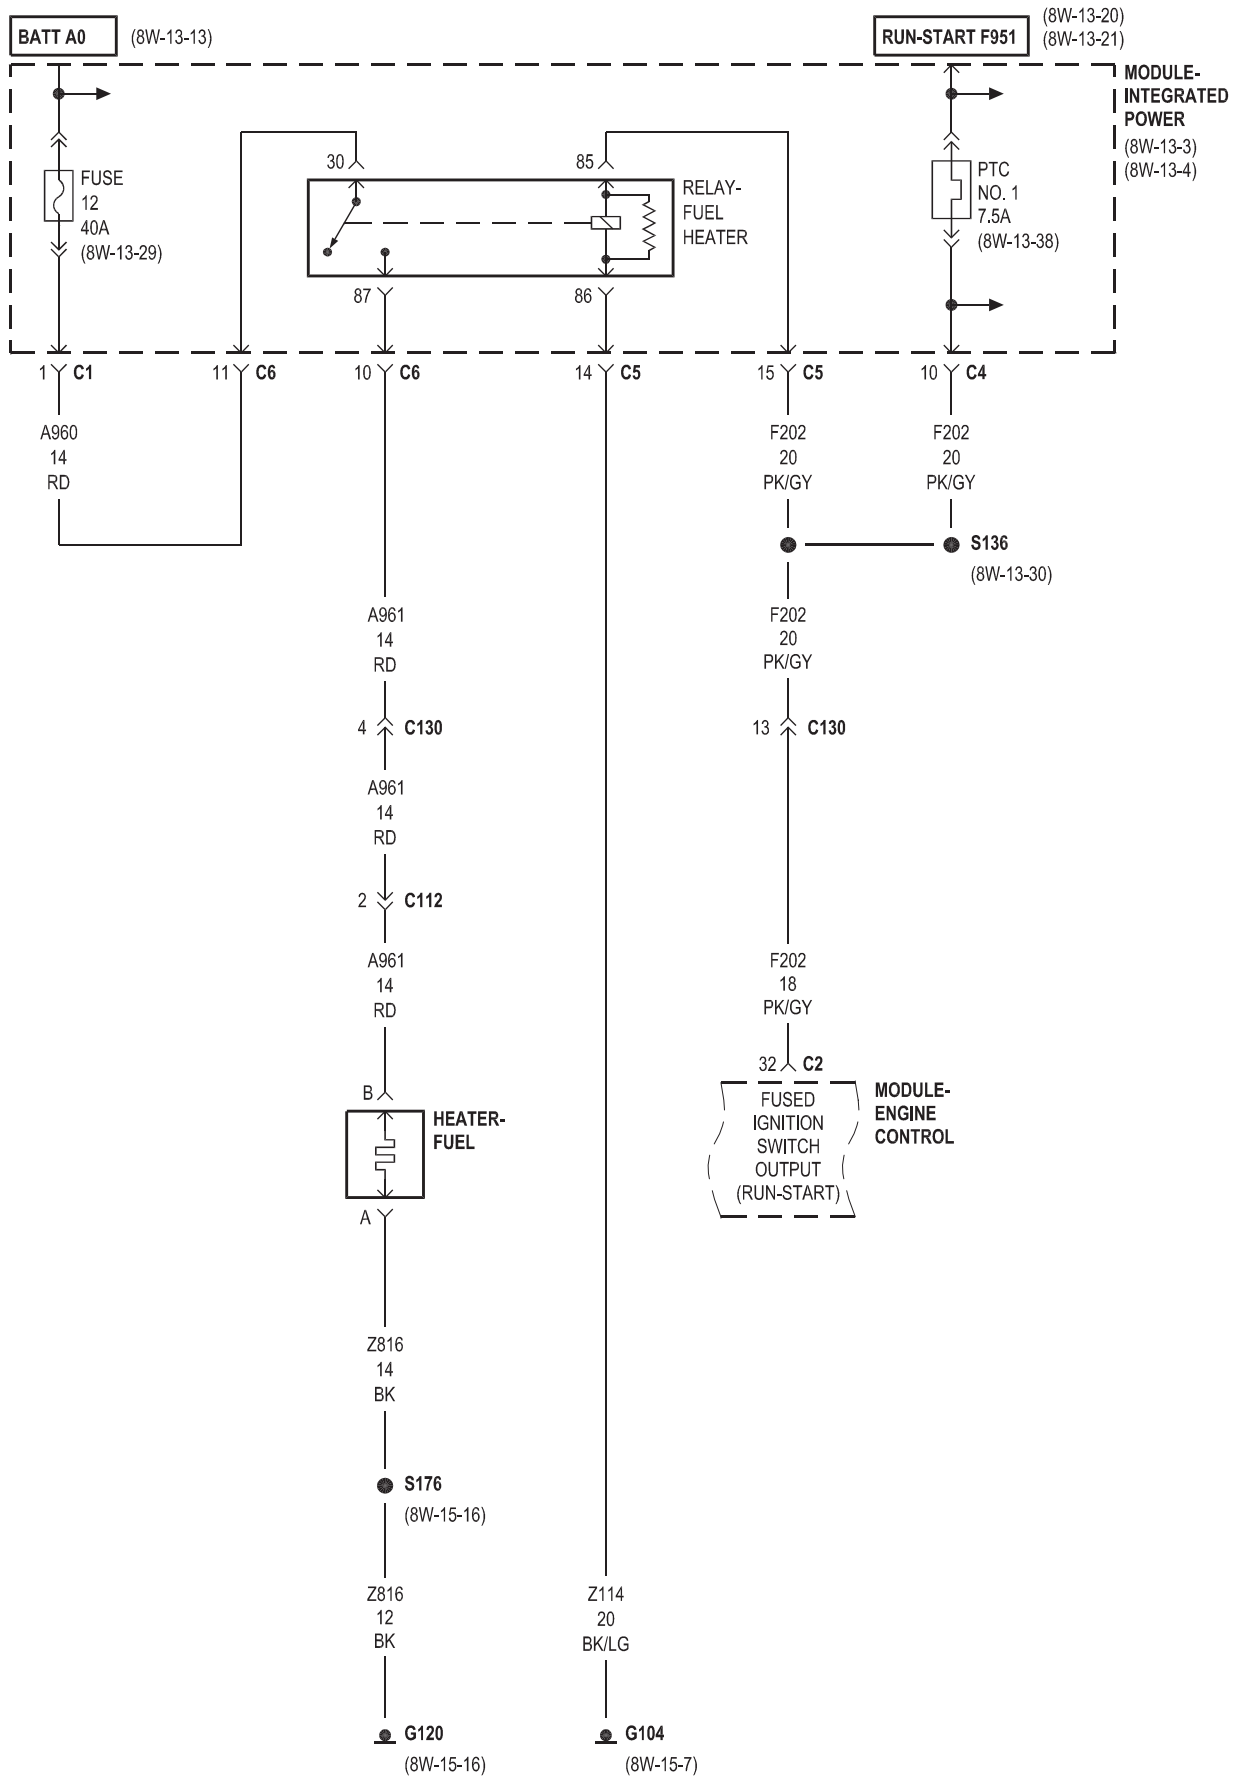 BATT A0
(8W-13-13)
RUN-START F951
(8W-13-20)
(8W-13-21)
MODULE-
INTEGRATED
POWER
(8W-13-3)
(8W-13-4)
FUSE
12
40A
(8W-13-29)
30
85
RELAY-
FUEL
HEATER
87
86
PTC
NO. 1
7.5A
(8W-13-38)
1 C1
11 C6
10 C6
14 C5
15 C5
10 C4
A960
14
RD
F202
20
PK/GY
F202
20
PK/GY
S136
(8W-13-30)
A961
14
RD
F202
20
PK/GY
4 C130
13 C130
A961
14
RD
2 C112
A961
14
RD
F202
18
PK/GY
32 C2
B
HEATER-
FUEL
A
FUSED
IGNITION
SWITCH
OUTPUT
(RUN-START)
MODULE-
ENGINE
CONTROL
Z816
14
BK
S176
(8W-15-16)
Z816
12
BK
Z114
20
BK/LG
G120
(8W-15-16)
G104
(8W-15-7)